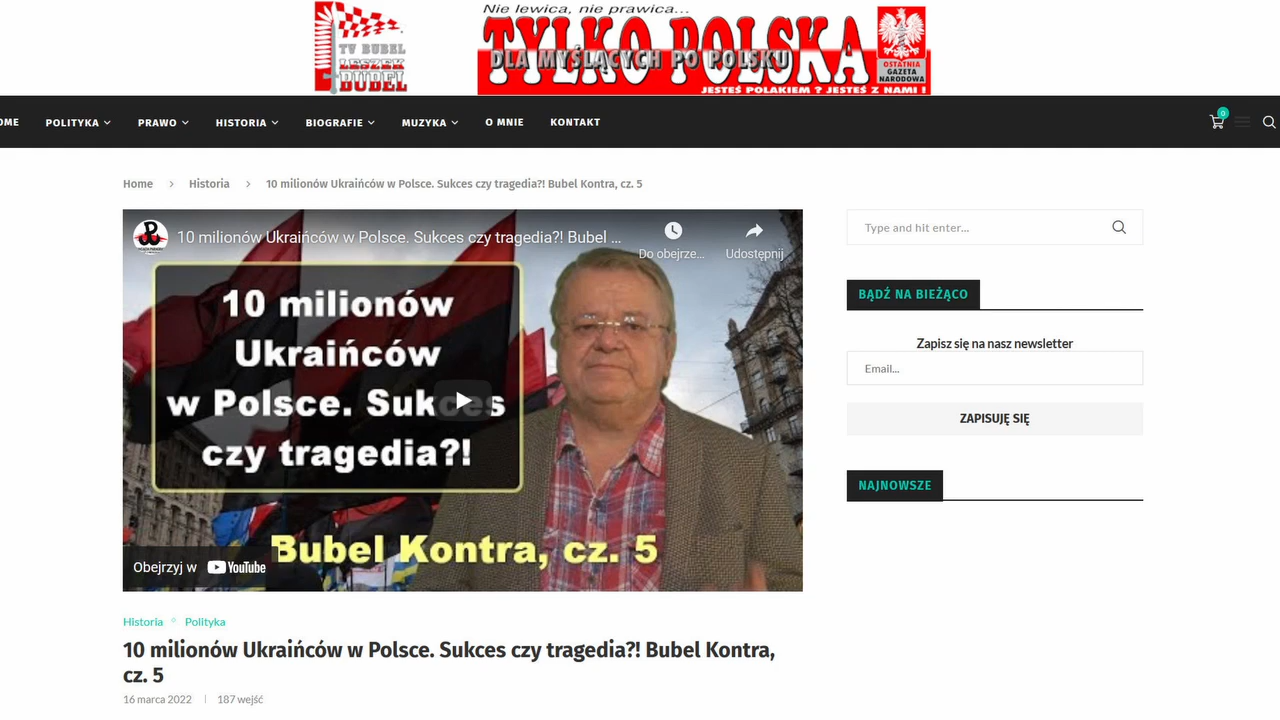 Nie lewica, nie prawica...
TYLKO POLSKA
DLA MYŚLĄCYCH PO POLSKU
TV BUBEL
LESZEK
BUBEL
OSTATNIA
GAZETA
NARODOWA
JESTEŚ POLAKIEM ? JESTEŚ Z NAMI !
OME POLITYKA PRAWO HISTORIA BIOGRAFIE MUZYKA O MNIE KONTAKT
0
Home > Historia > 10 milionów Ukraińców w Polsce. Sukces czy tragedia?! Bubel Kontra, cz. 5
10 milionów Ukraińców w Polsce. Sukces czy tragedia?! Bubel ...
Do obejrze... Udostępnij
10 milionów
Ukraińców
w Polsce. Sukces
czy tragedia?!
Bubel Kontra, cz. 5
Obejrzyj w YouTube
Type and hit enter...
BĄDŹ NA BIEŻĄCO
Zapisz się na nasz newsletter
Email...
ZAPISUJĘ SIĘ
NAJNOWSZE
Historia Polityka
10 milionów Ukraińców w Polsce. Sukces czy tragedia?! Bubel Kontra,
cz. 5
16 marca 2022 | 187 wejść